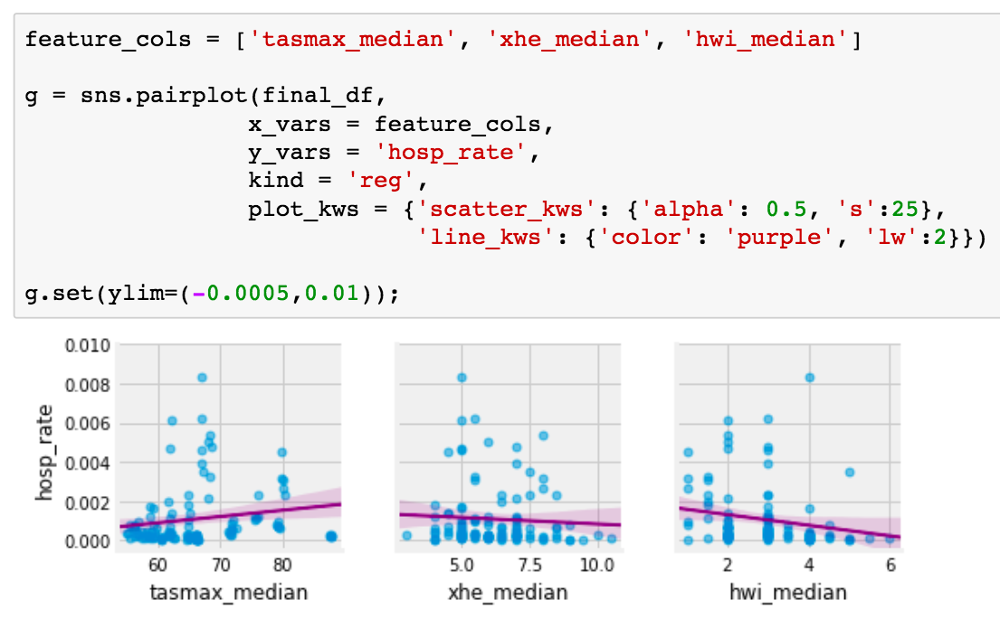 feature_cols = ['tasmax_median', 'xhe_median', 'hwi_median']
g = sns.pairplot(final_df,
x_vars = feature_cols,
y_vars = 'hosp_rate',
kind = 'reg',
plot_kws = {'scatter_kws': {'alpha': 0.5, 's':25},
'line_kws': {'color': 'purple', 'lw':2}})
g.set(ylim=(-0.0005,0.01));
0.010
0.008
0.006
0.004
0.002
0.000
hosp_rate
60 70 80
tasmax_median
5.0 7.5 10.0
xhe_median
2 4 6
hwi_median